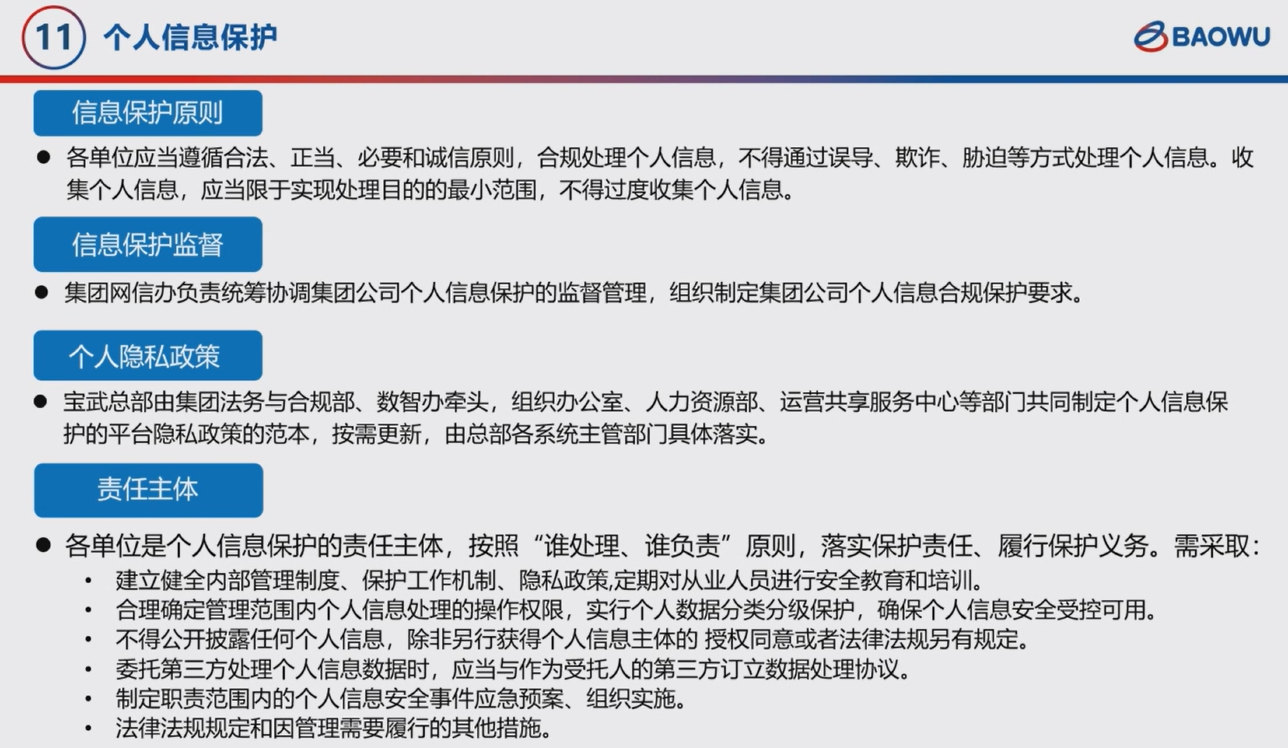 11 个人信息保护
BAOWU
信息保护原则
● 各单位应当遵循合法、正当、必要和诚信原则，合规处理个人信息，不得通过误导、欺诈、胁迫等方式处理个人信息。收
集个人信息，应当限于实现处理目的的最小范围，不得过度收集个人信息。
信息保护监督
● 集团网信办负责统筹协调集团公司个人信息保护的监督管理，组织制定集团公司个人信息合规保护要求。
个人隐私政策
● 宝武总部由集团法务与合规部、数智办牵头，组织办公室、人力资源部、运营共享服务中心等部门共同制定个人信息保
护的平台隐私政策的范本，按需更新，由总部各系统主管部门具体落实。
责任主体
● 各单位是个人信息保护的责任主体，按照“谁处理、谁负责”原则，落实保护责任、履行保护义务。需采取：
• 建立健全内部管理制度、保护工作机制、隐私政策,定期对从业人员进行安全教育和培训。
• 合理确定管理范围内个人信息处理的操作权限，实行个人数据分类分级保护，确保个人信息安全受控可用。
• 不得公开披露任何个人信息，除非另行获得个人信息主体的 授权同意或者法律法规另有规定。
• 委托第三方处理个人信息数据时，应当与作为受托人的第三方订立数据处理协议。
• 制定职责范围内的个人信息安全事件应急预案、组织实施。
• 法律法规规定和因管理需要履行的其他措施。